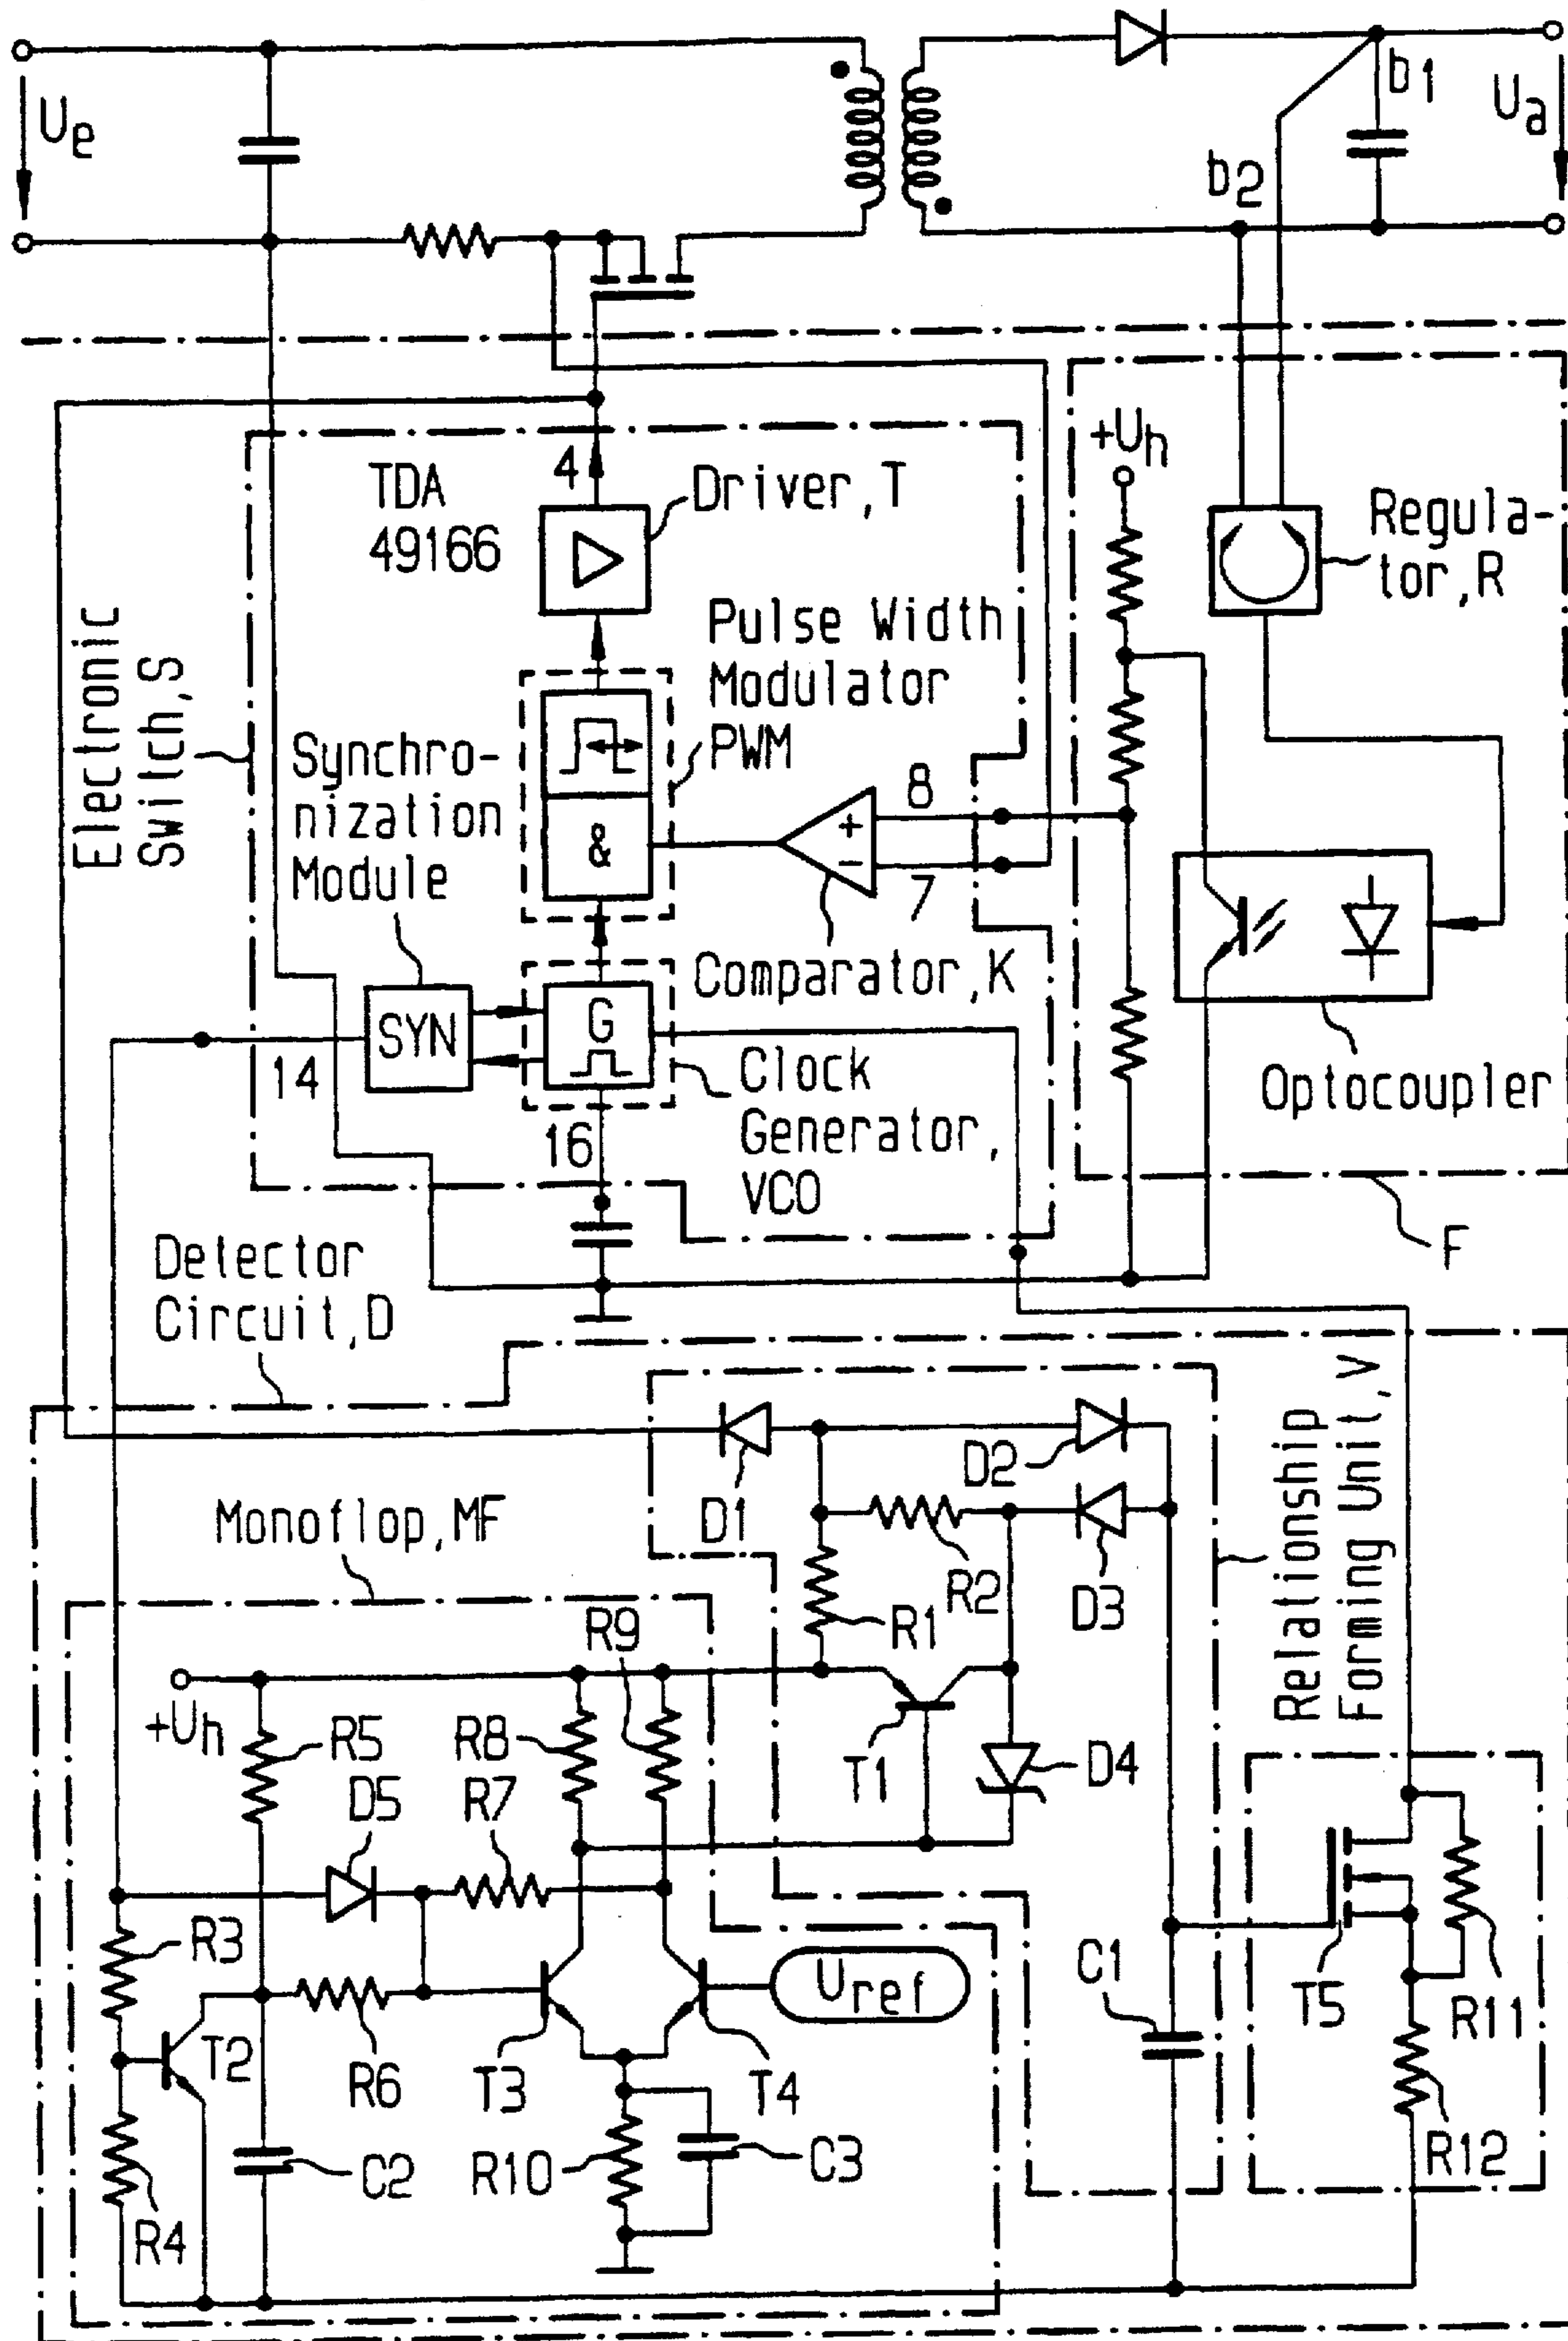 Ue
b1
Ua
b2
+Uh
TDA
49166
4
Driver,T
Regula-
tor,R
Electronic
Switch,S
Pulse Width
Modulator
PWM
Synchro-
nization
Module
&
8
+
-
7
Comparator,K
SYN
G
14
Clock
Generator,
VCO
16
Optocoupler
F
Detector
Circuit,D
Relationship
Forming Unit,V
D1
D2
D3
R2
R1
Monoflop,MF
R9
+Uh
R5
R8
D5
R7
T1
D4
R3
Uref
C1
T5
R11
T2
R6
T3
T4
R4
C2
R10
C3
R12